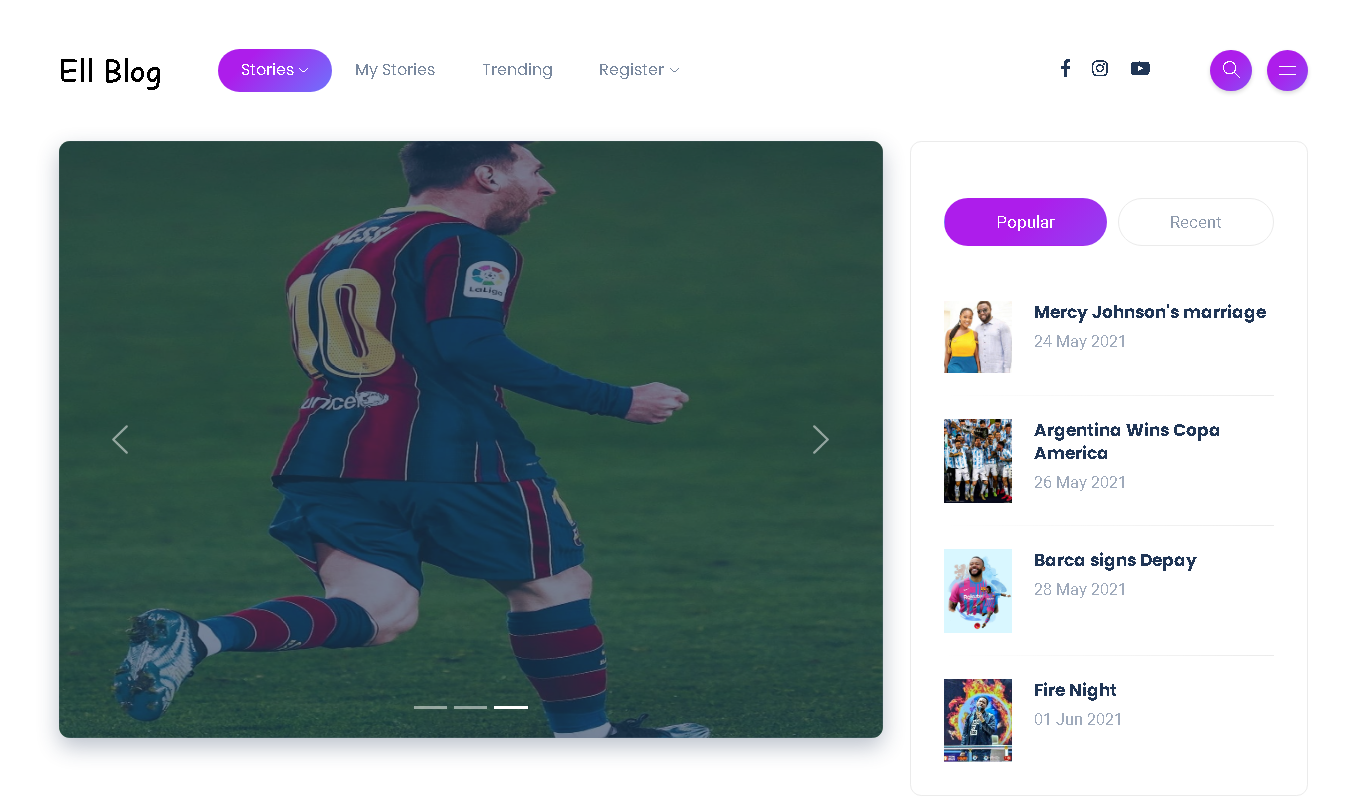 Ell Blog
Stories
My Stories
Trending
Register
MESSI
10
LaLiga
unicef
Popular
Recent
Mercy Johnson's marriage
24 May 2021
Argentina Wins Copa
America
26 May 2021
Barca signs Depay
28 May 2021
Fire Night
01 Jun 2021